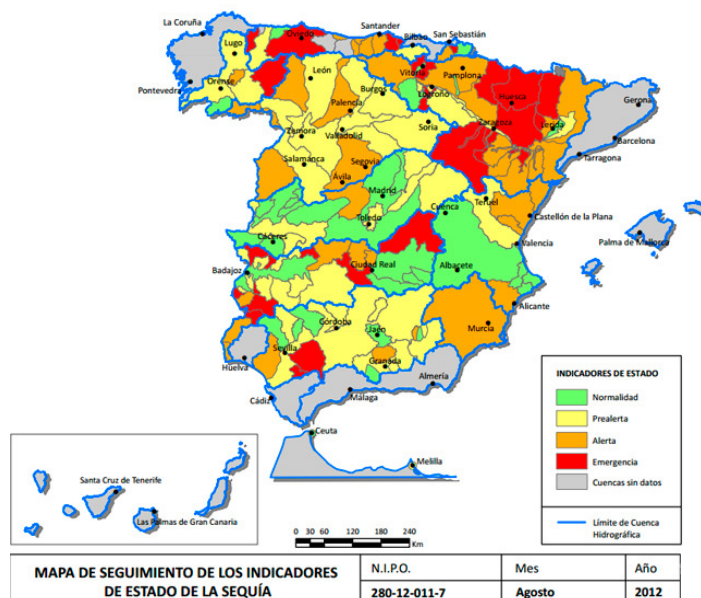 La Coruña
Lugo
Oviedo
Santander
Bilbao
San Sebastián
Pontevedra
Orense
León
Burgos
Vitoria
Pamplona
Logroño
Huesca
Gerona
Palencia
Zamora
Valladolid
Soria
Zaragoza
Lerida
Barcelona
Tarragona
Salamanca
Segovia
Ávila
Madrid
Teruel
Cuenca
Castellón de la Plana
Toledo
Cáceres
Valencia
Palma de Mallorca
Badajoz
Ciudad Real
Albacete
Alicante
Murcia
Córdoba
Jaén
Sevilla
Huelva
Granada
Almería
Cádiz
Málaga
Ceuta
Melilla
INDICADORES DE ESTADO
Normalidad
Prealerta
Alerta
Emergencia
Cuencas sin datos
Límite de Cuenca
Hidrográfica
Santa Cruz de Tenerife
Las Palmas de Gran Canaria
0 30 60 120 180 240
Km
MAPA DE SEGUIMIENTO DE LOS INDICADORES
DE ESTADO DE LA SEQUÍA
N.I.P.O. Mes Año
280-12-011-7 Agosto 2012